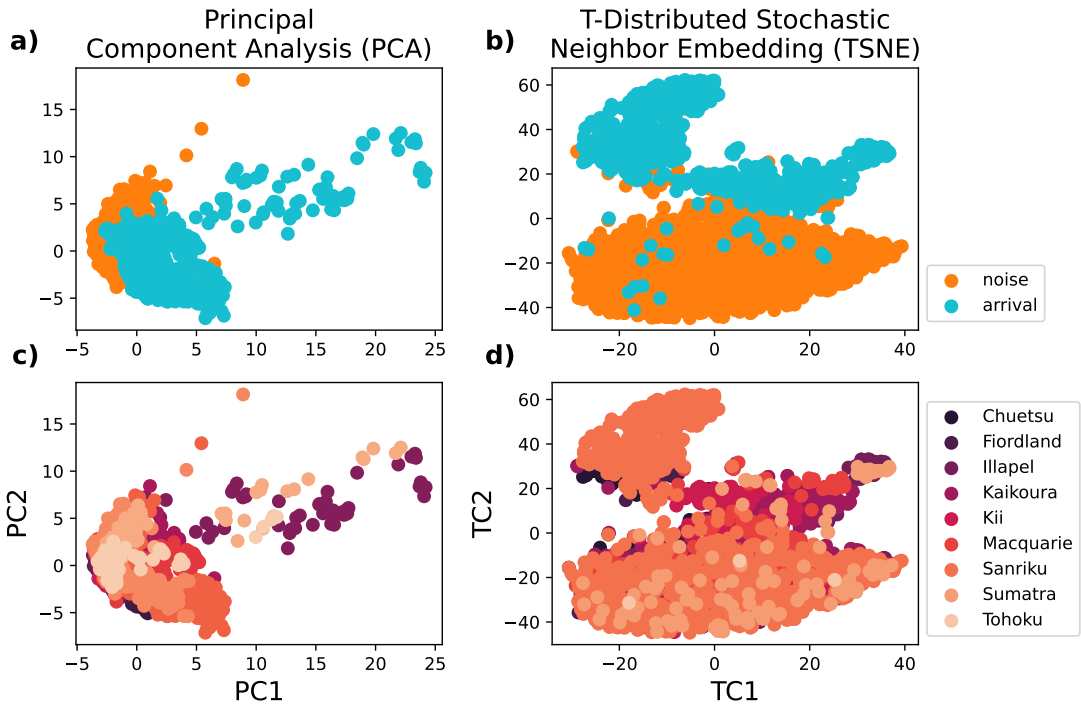 a)
Principal
Component Analysis (PCA)
15
10
5
0
−5
−5 0 5 10 15 20 25
b)
T-Distributed Stochastic
Neighbor Embedding (TSNE)
60
40
20
0
−20
−40
−20 0 20 40
noise
arrival
c)
PC2
15
10
5
0
−5
−5 0 5 10 15 20 25
PC1
d)
TC2
60
40
20
0
−20
−40
−20 0 20 40
TC1
Chuetsu
Fiordland
Illapel
Kaikoura
Kii
Macquarie
Sanriku
Sumatra
Tohoku